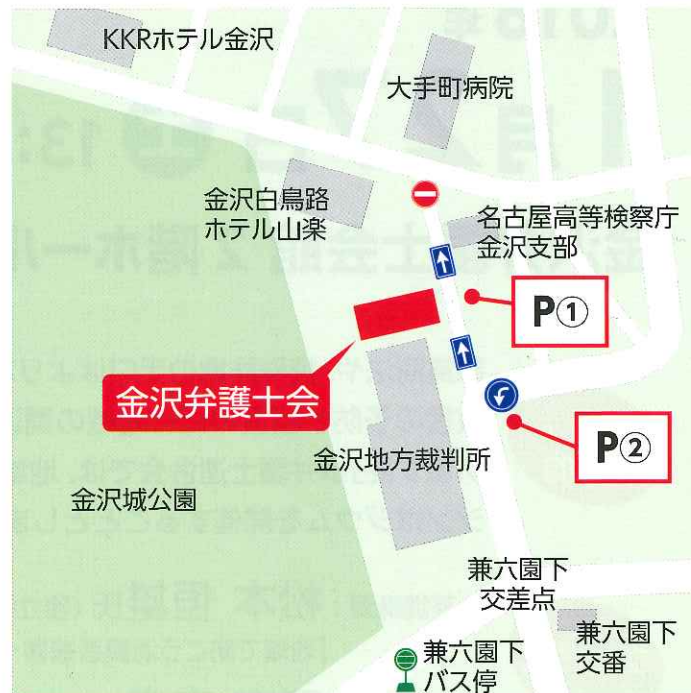 KKRホテル金沢
大手町病院
金沢白鳥路
ホテル山楽
名古屋高等検察庁
金沢支部
P①
金沢弁護士会
P②
金沢地方裁判所
金沢城公園
兼六園下
交差点
兼六園下
交番
兼六園下
バス停